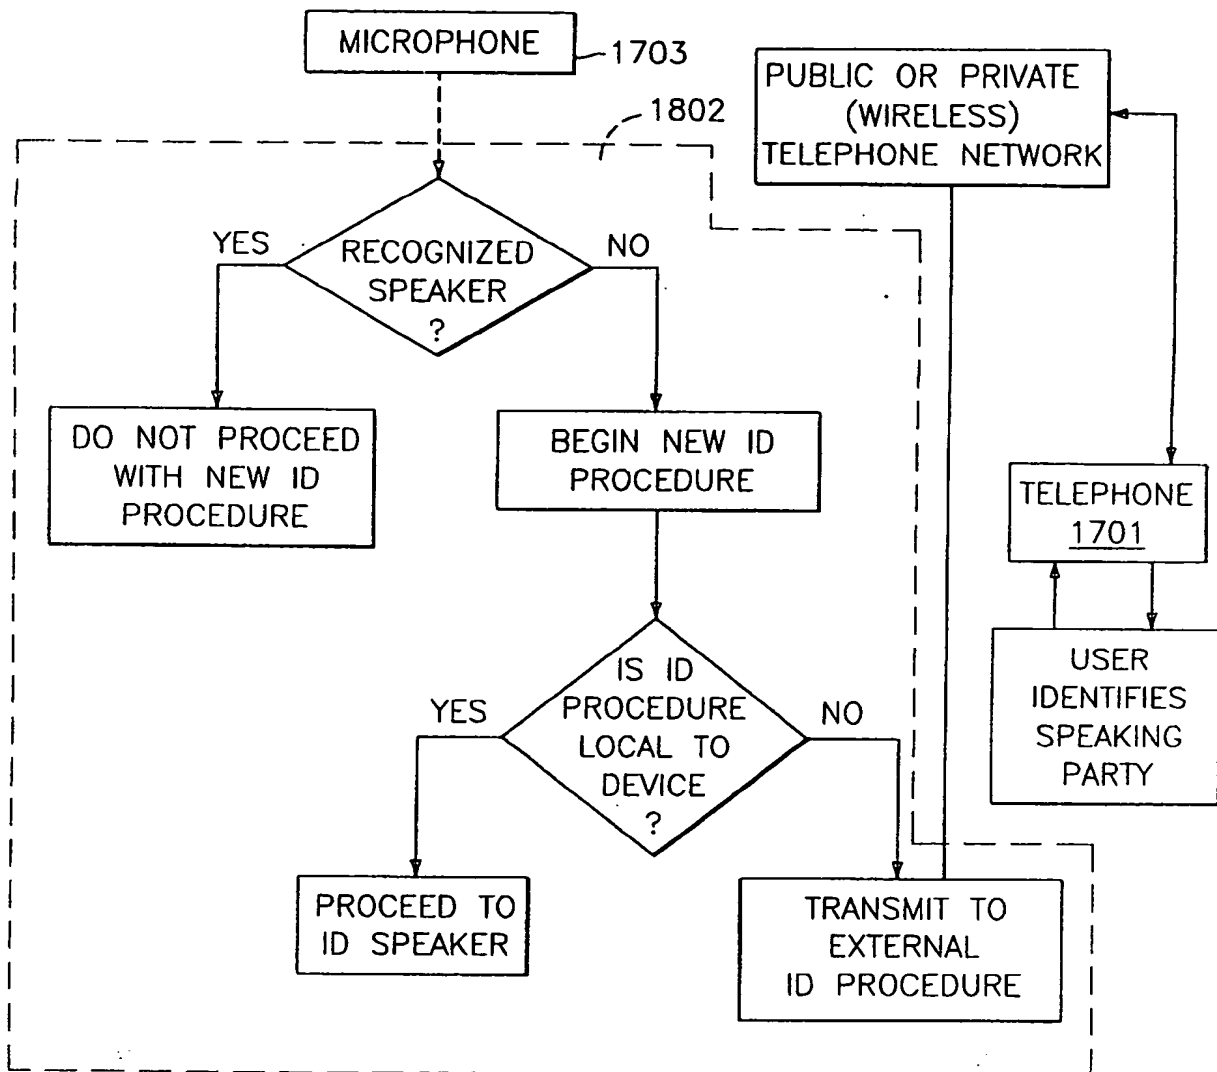 MICROPHONE
1703
1802
PUBLIC OR PRIVATE
(WIRELESS)
TELEPHONE NETWORK
YES
RECOGNIZED
SPEAKER
?
NO
DO NOT PROCEED
WITH NEW ID
PROCEDURE
BEGIN NEW ID
PROCEDURE
TELEPHONE
1701
USER
IDENTIFIES
SPEAKING
PARTY
YES
IS ID
PROCEDURE
LOCAL TO
DEVICE
?
NO
PROCEED TO
ID SPEAKER
TRANSMIT TO
EXTERNAL
ID PROCEDURE